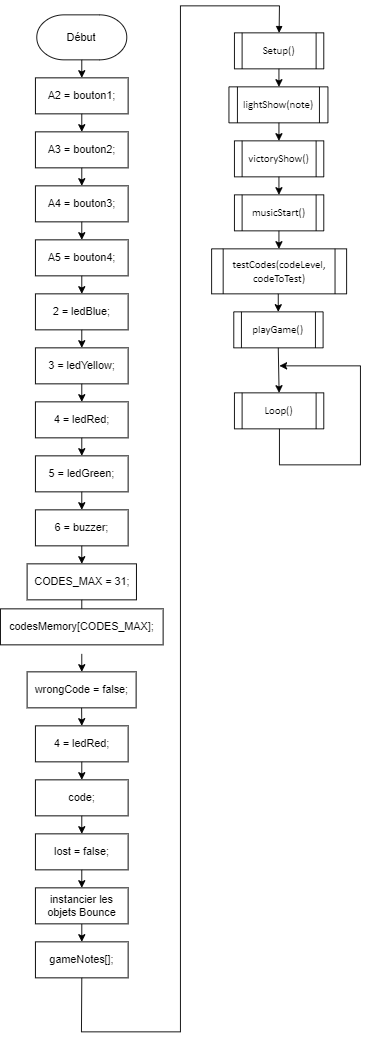 Début
A2 = bouton1;
A3 = bouton2;
A4 = bouton3;
A5 = bouton4;
2 = ledBlue;
3 = ledYellow;
4 = ledRed;
5 = ledGreen;
6 = buzzer;
CODES_MAX = 31;
codesMemory[CODES_MAX];
wrongCode = false;
4 = ledRed;
code;
lost = false;
instancier les
objets Bounce
gameNotes[];
Setup()
lightShow(note)
victoryShow()
musicStart()
testCodes(codeLevel,
codeToTest)
playGame()
Loop()